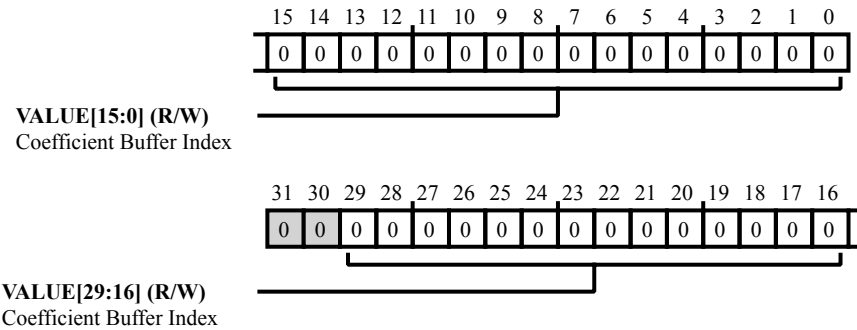 15 14 13 12 11 10 9 8 7 6 5 4 3 2 1 0
0 0 0 0 0 0 0 0 0 0 0 0 0 0 0 0
VALUE[15:0] (R/W)
Coefficient Buffer Index
31 30 29 28 27 26 25 24 23 22 21 20 19 18 17 16
0 0 0 0 0 0 0 0 0 0 0 0 0 0 0 0
VALUE[29:16] (R/W)
Coefficient Buffer Index